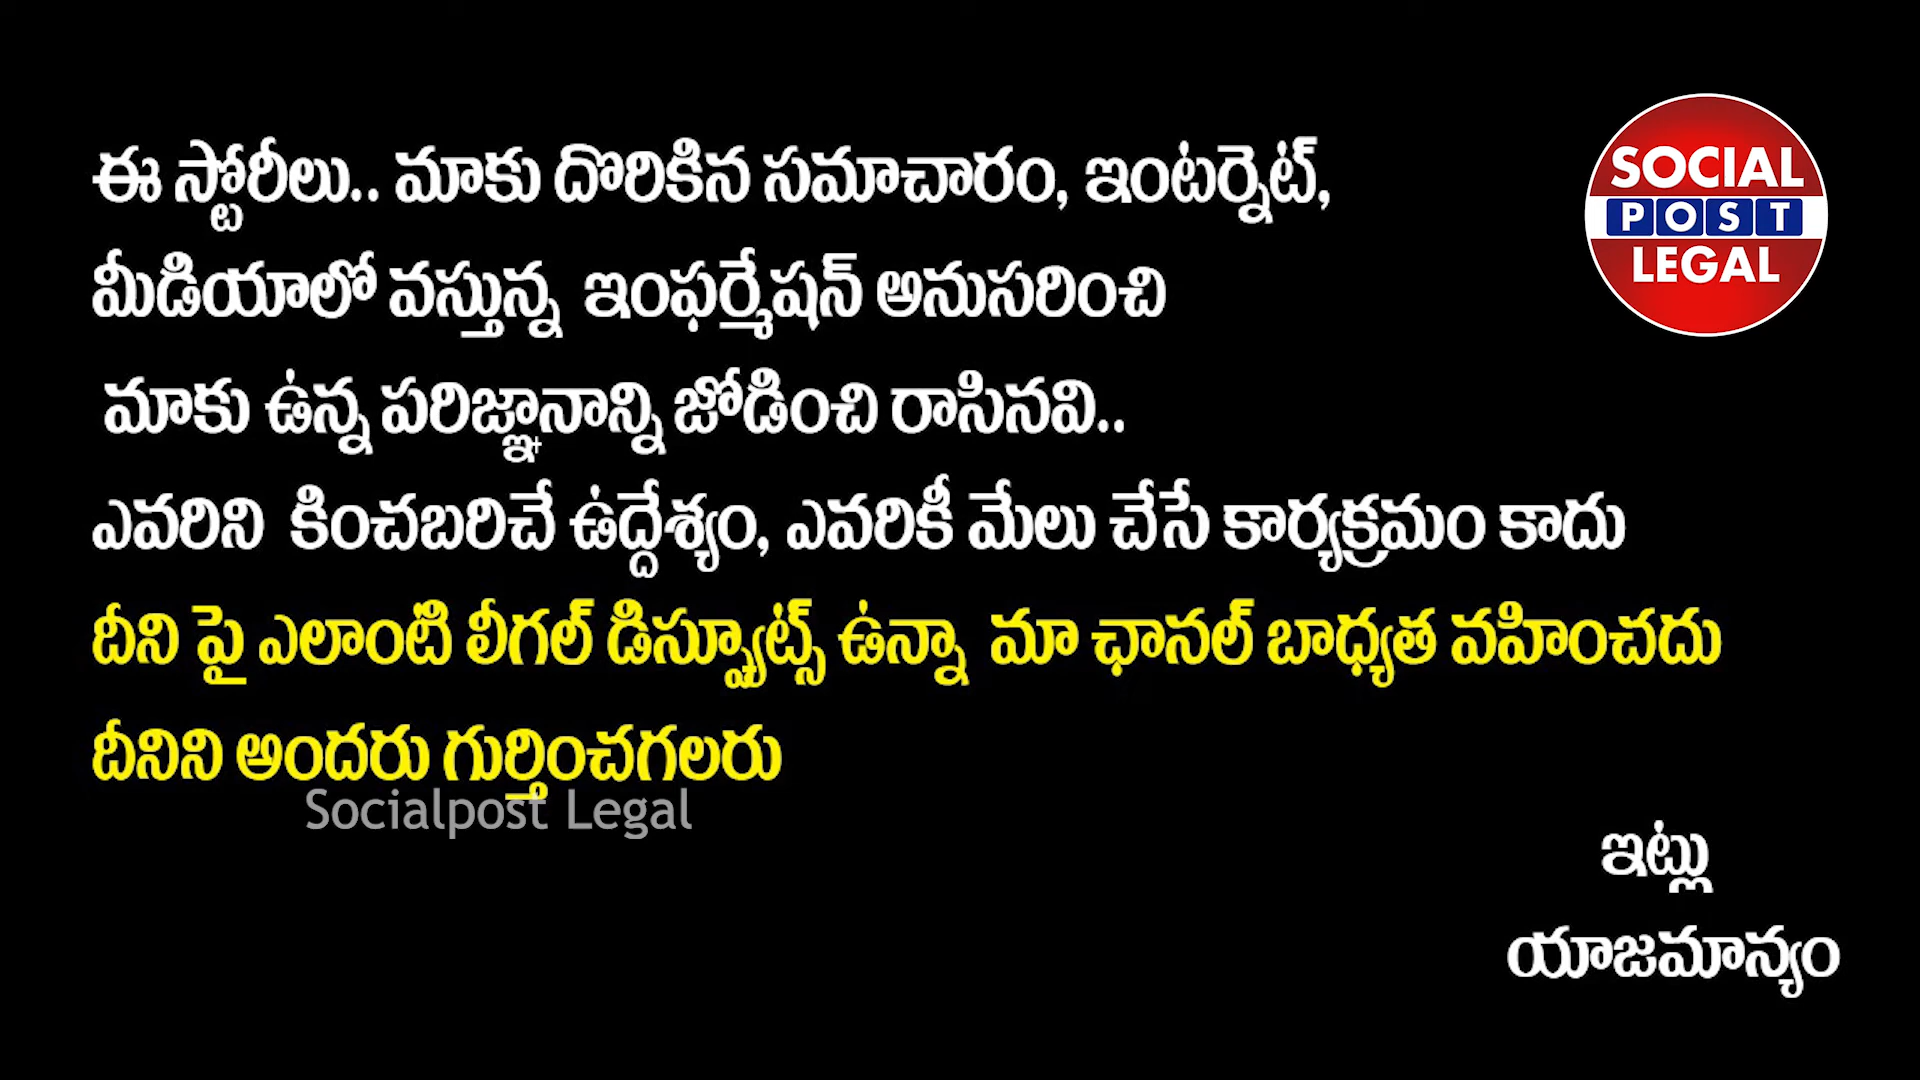 ఈ స్టోరీలు.. మాకు దొరికిన సమాచారం, ఇంటర్నెట్,
మీడియాలో వస్తున్న ఇంఫర్మేషన్ అనుసరించి
మాకు ఉన్న పరిజ్ఞానాన్ని జోడించి రాసినవి..
ఎవరిని కించబరిచే ఉద్దేశ్యం, ఎవరికీ మేలు చేసే కార్యక్రమం కాదు
దీని పై ఎలాంటి లీగల్ డిస్ప్యూట్స్ ఉన్నా మా ఛానల్ బాధ్యత వహించదు
దీనిని అందరు గుర్తించగలరు
Socialpost Legal
ఇట్లు
యాజమాన్యం
SOCIAL
POST
LEGAL